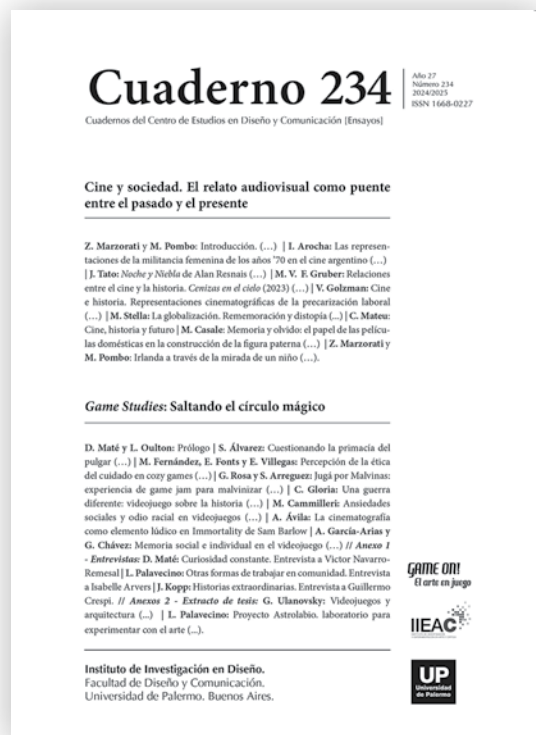 Cuaderno 234
Año 27
Número 234
2024/2025
ISSN 1668-0227
Cuadernos del Centro de Estudios en Diseño y Comunicación [Ensayos]
Cine y sociedad. El relato audiovisual como puente
entre el pasado y el presente
Z. Marzorati y M. Pombo: Introducción. (…) | I. Arocha: Las represen-
taciones de la militancia femenina de los años '70 en el cine argentino (…)
| J. Tato: Noche y Niebla de Alan Resnais (…) | M. V. F. Gruber: Relaciones
entre el cine y la historia. Cenizas en el cielo (2023) (…) | V. Golzman: Cine
e historia. Representaciones cinematográficas de la precarización laboral
(…) | M. Stella: La globalización. Rememoración y distopía (...) | C. Mateu:
Cine, historia y futuro | M. Casale: Memoria y olvido: el papel de las pelícu-
las domésticas en la construcción de la figura paterna (…) | Z. Marzorati y
M. Pombo: Irlanda a través de la mirada de un niño (…).
Game Studies: Saltando el círculo mágico
D. Maté y L. Oulton: Prólogo | S. Álvarez: Cuestionando la primacía del
pulgar (…) | M. Fernández, E. Fonts y E. Villegas: Percepción de la ética
del cuidado en cozy games (…) | G. Rosa y S. Arreguez: Jugá por Malvinas:
experiencia de game jam para malvinizar (…) | C. Gloria: Una guerra
diferente: videojuego sobre la historia (…) | M. Cammilleri: Ansiedades
sociales y odio racial en videojuegos (…) | A. Ávila: La cinematografía
como elemento lúdico en Immortality de Sam Barlow | A. García-Arias y
G. Chávez: Memoria social e individual en el videojuego (…) // Anexo 1
- Entrevistas: D. Maté: Curiosidad constante. Entrevista a Victor Navarro-
Remesal | L. Palavecino: Otras formas de trabajar en comunidad. Entrevista
a Isabelle Arvers | J. Kopp: Historias extraordinarias. Entrevista a Guillermo
Crespi. // Anexos 2 - Extracto de tesis: G. Ulanovsky: Videojuegos y
arquitectura (…) | L. Palavecino: Proyecto Astrolabio. laboratorio para
experimentar con el arte (...).
GAME ON!
El arte en juego
IIEAC
UP
Universidad
de Palermo
Instituto de Investigación en Diseño.
Facultad de Diseño y Comunicación.
Universidad de Palermo. Buenos Aires.